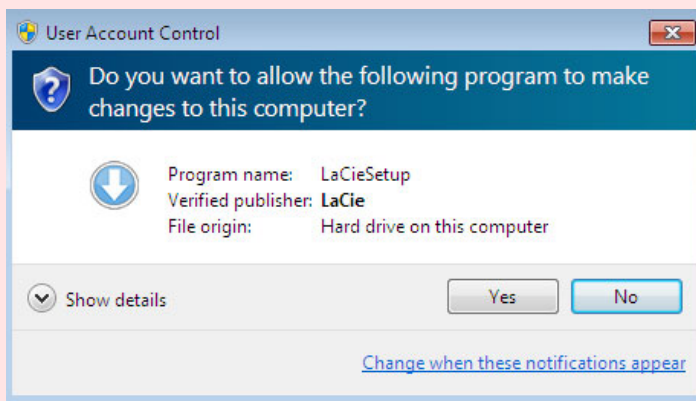 User Account Control
Do you want to allow the following program to make
changes to this computer?
Program name: LaCieSetup
Verified publisher: LaCie
File origin: Hard drive on this computer
Show details
Yes
No
Change when these notifications appear